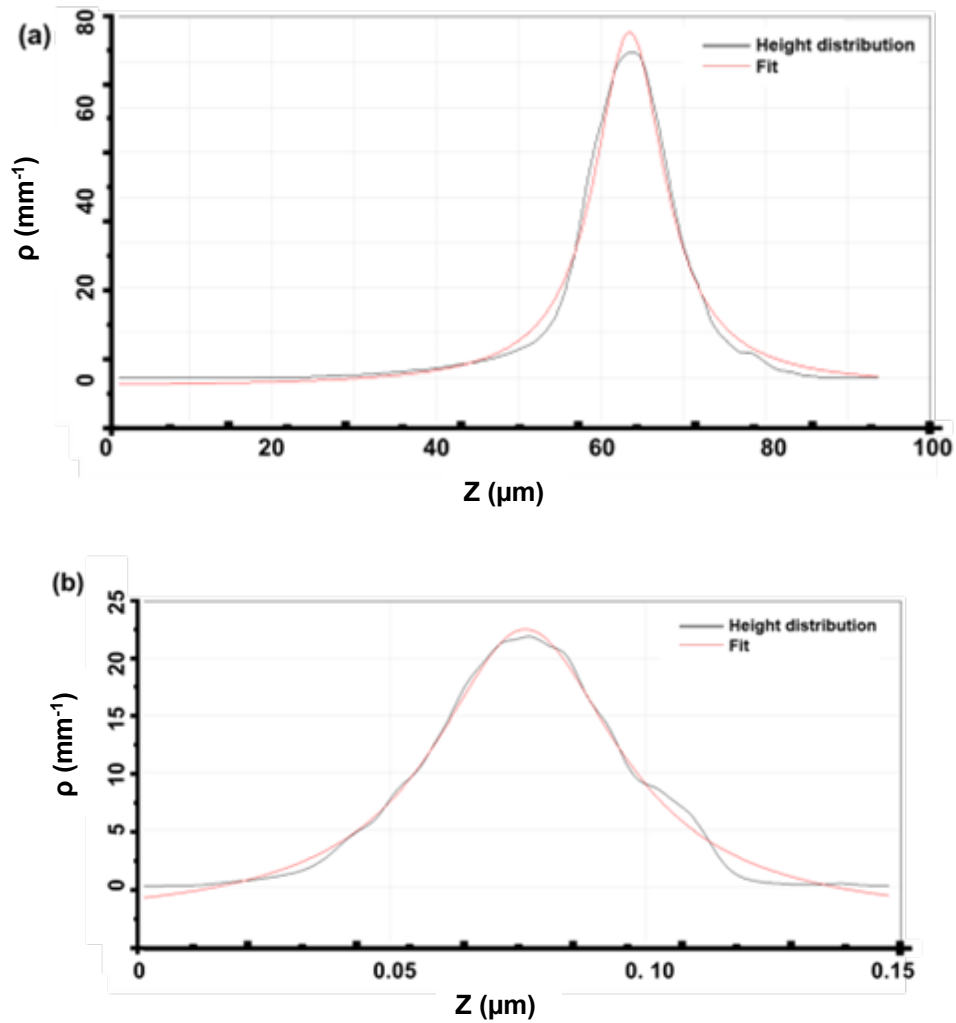 (a)
80
60
40
20
0
ρ (mm⁻¹)
Height distribution
Fit
0 20 40 60 80 100
Z (µm)
(b)
25
20
15
10
5
0
ρ (mm⁻¹)
Height distribution
Fit
0 0.05 0. 10 0.15
Z (µm)